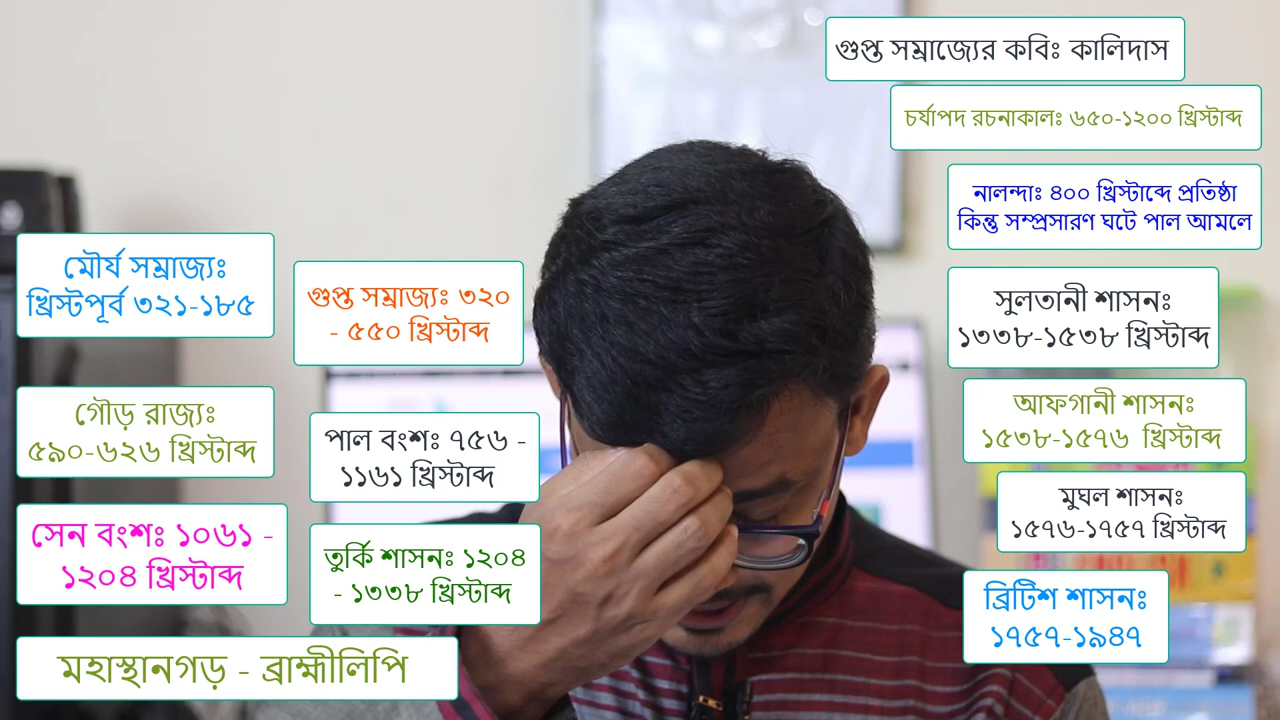 গুপ্ত সম্রাজ্যের কবিঃ কালিদাস
চর্যাপদ রচনাকালঃ ৬৫০-১২০০ খ্রিস্টাব্দ
নালন্দাঃ ৪০০ খ্রিস্টাব্দে প্রতিষ্ঠা
কিন্তু সম্প্রসারণ ঘটে পাল আমলে
মৌর্য সম্রাজ্যঃ
খ্রিস্টপূর্ব ৩২১-১৮৫
গুপ্ত সম্রাজ্যঃ ৩২০
- ৫৫০ খ্রিস্টাব্দ
সুলতানী শাসনঃ
১৩৩৮-১৫৩৮ খ্রিস্টাব্দ
গৌড় রাজ্যঃ
৫৯০-৬২৬ খ্রিস্টাব্দ
পাল বংশঃ ৭৫৬ -
১১৬১ খ্রিস্টাব্দ
আফগানী শাসনঃ
১৫৩৮-১৫৭৬ খ্রিস্টাব্দ
সেন বংশঃ ১০৬১ -
১২০৪ খ্রিস্টাব্দ
তুর্কি শাসনঃ ১২০৪
- ১৩৩৮ খ্রিস্টাব্দ
মুঘল শাসনঃ
১৫৭৬-১৭৫৭ খ্রিস্টাব্দ
ব্রিটিশ শাসনঃ
১৭৫৭-১৯৪৭
মহাস্থানগড় - ব্রাহ্মীলিপি